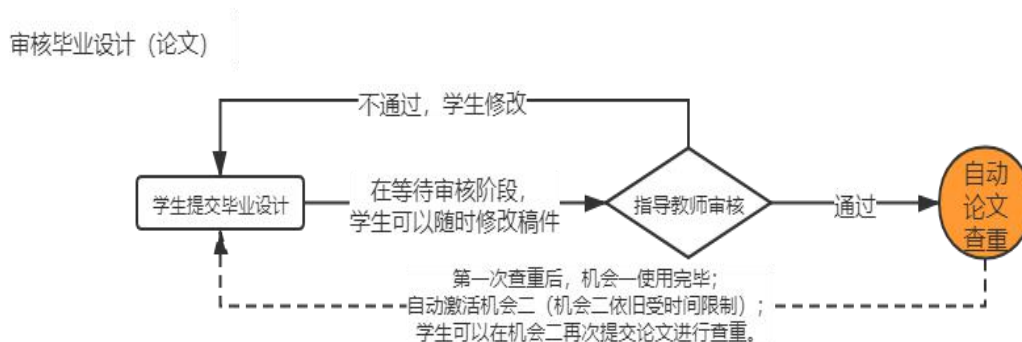 审核毕业设计（论文）
不通过，学生修改
学生提交毕业设计
在等待审核阶段，
学生可以随时修改稿件
指导教师审核
通过
自动
论文
查重
第一次查重后，机会一使用完毕；
自动激活机会二（机会二依旧受时间限制）；
学生可以在机会二再次提交论文进行查重。